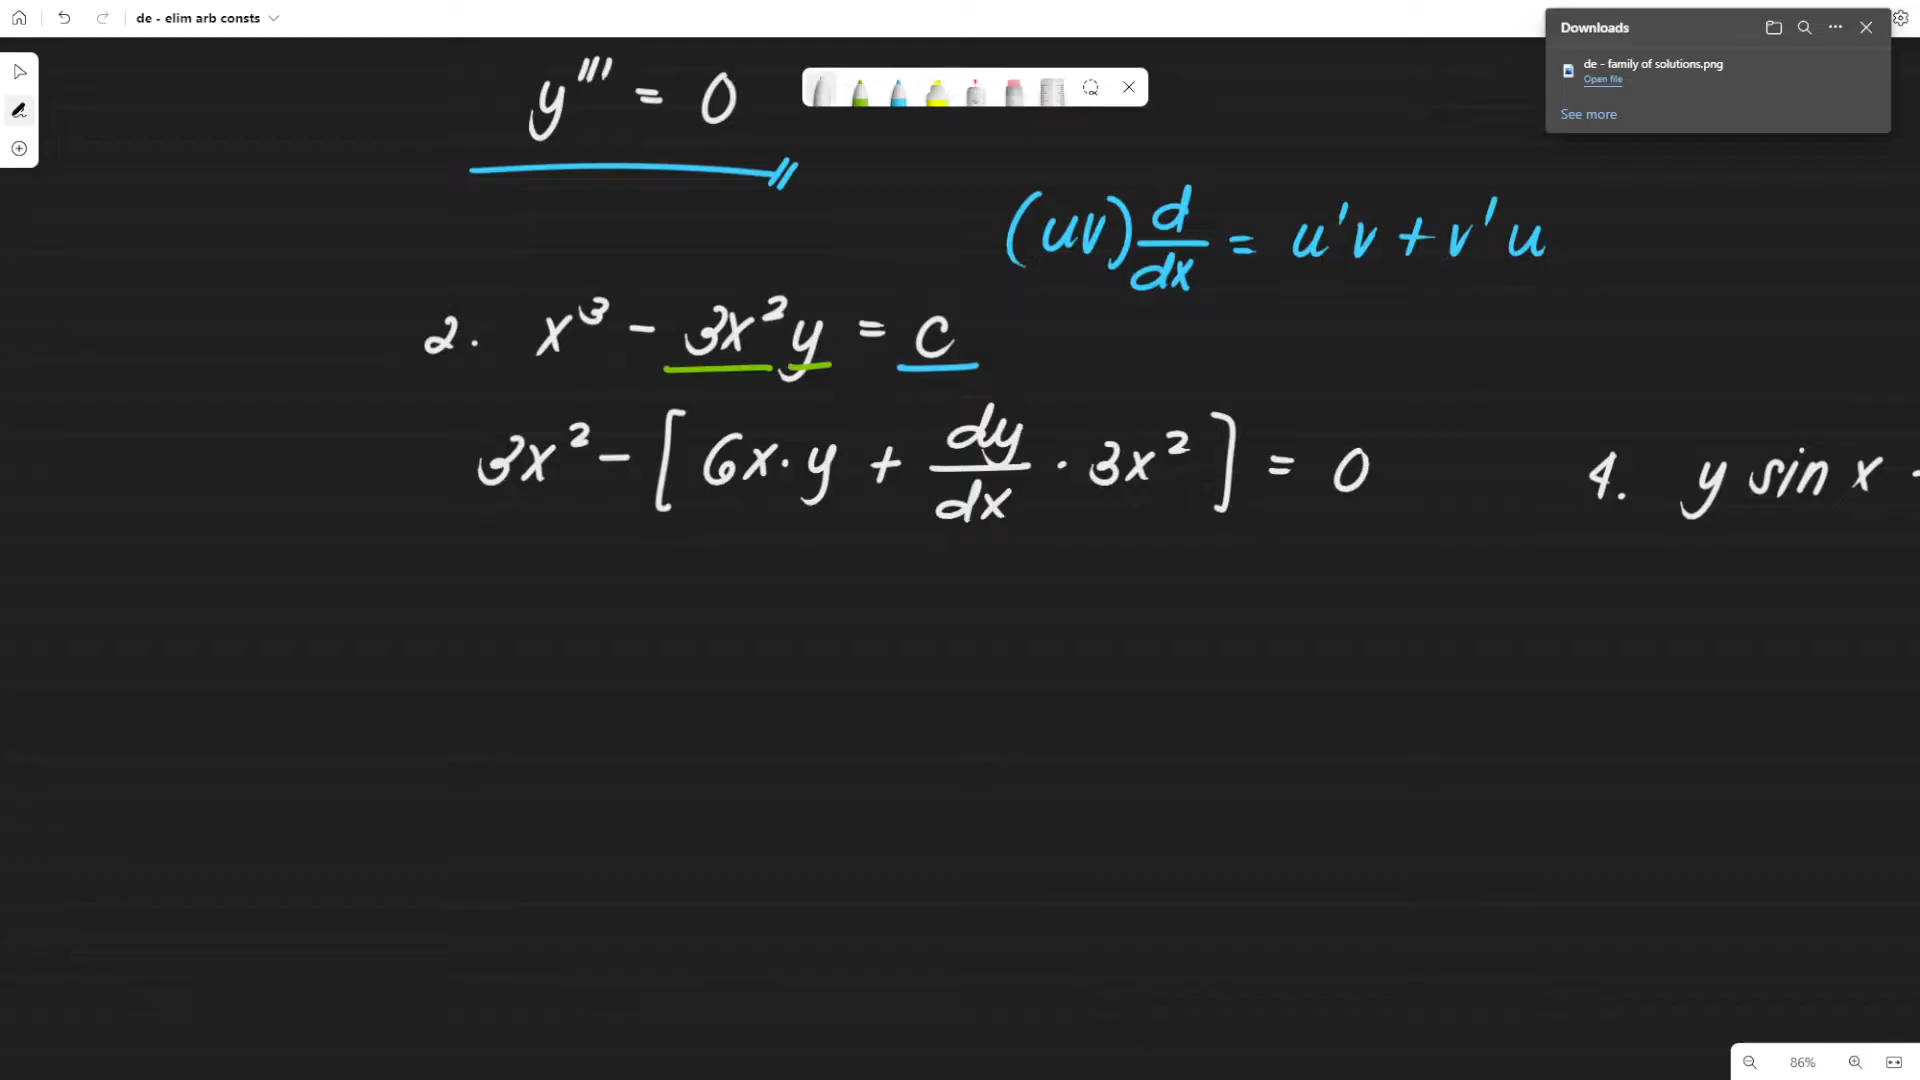 de - elim arb consts
Downloads
de - family of solutions.png
Open file
See more
y''' = 0
(uv) d/dx = u'v + v'u
2. x³ - 3x²y = c
3x² - [6x·y + dy/dx · 3x²] = 0
4. y sin x -
86%